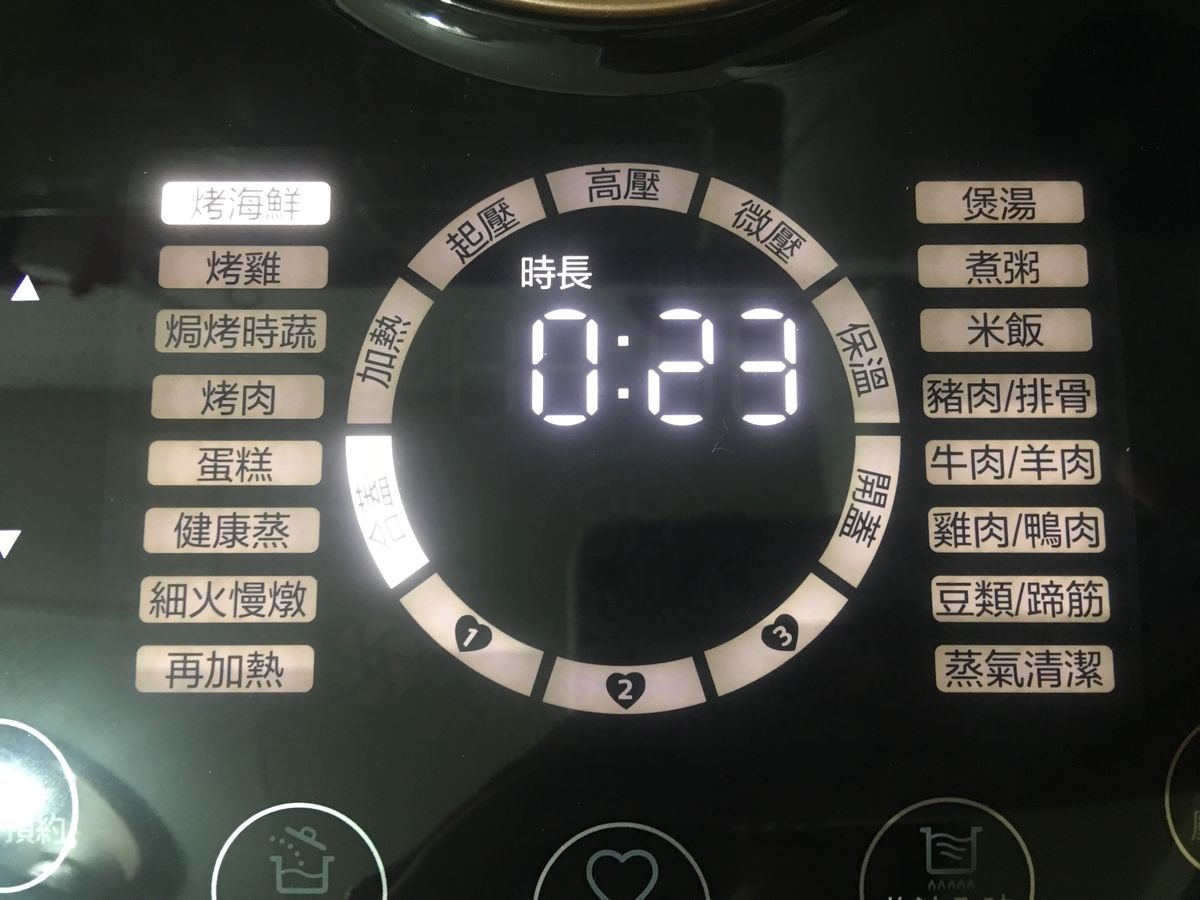 烤海鮮
烤雞
焗烤時蔬
烤肉
蛋糕
健康蒸
細火慢燉
再加熱
合蓋
加熱
起壓
高壓
微壓
保溫
開蓋
時長
0:23
1
2
3
煲湯
煮粥
米飯
豬肉/排骨
牛肉/羊肉
雞肉/鴨肉
豆類/蹄筋
蒸氣清潔
預約